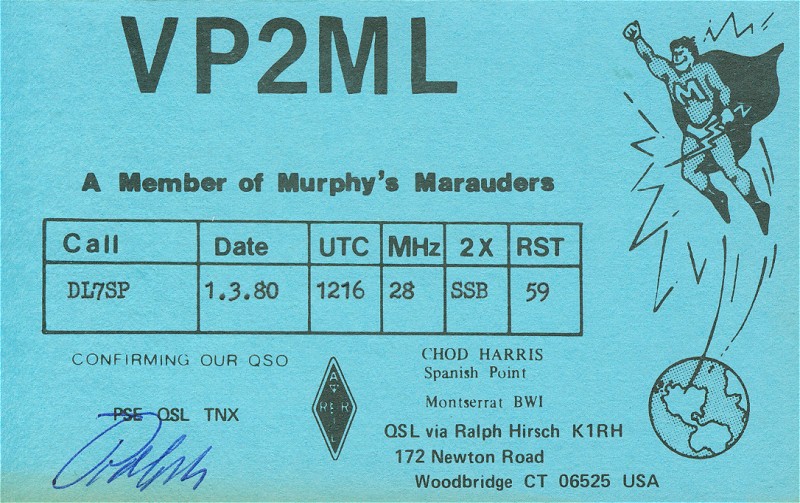 VP2ML
A Member of Murphy's Marauders
Call Date UTC MHz 2X RST
DL7SP 1.3.80 1216 28 SSB 59
CONFIRMING OUR QSO
PSE QSL TNX
Ralph
A
R R
L
CHOD HARRIS
Spanish Point
Montserrat BWI
QSL via Ralph Hirsch K1RH
172 Newton Road
Woodbridge CT 06525 USA
M